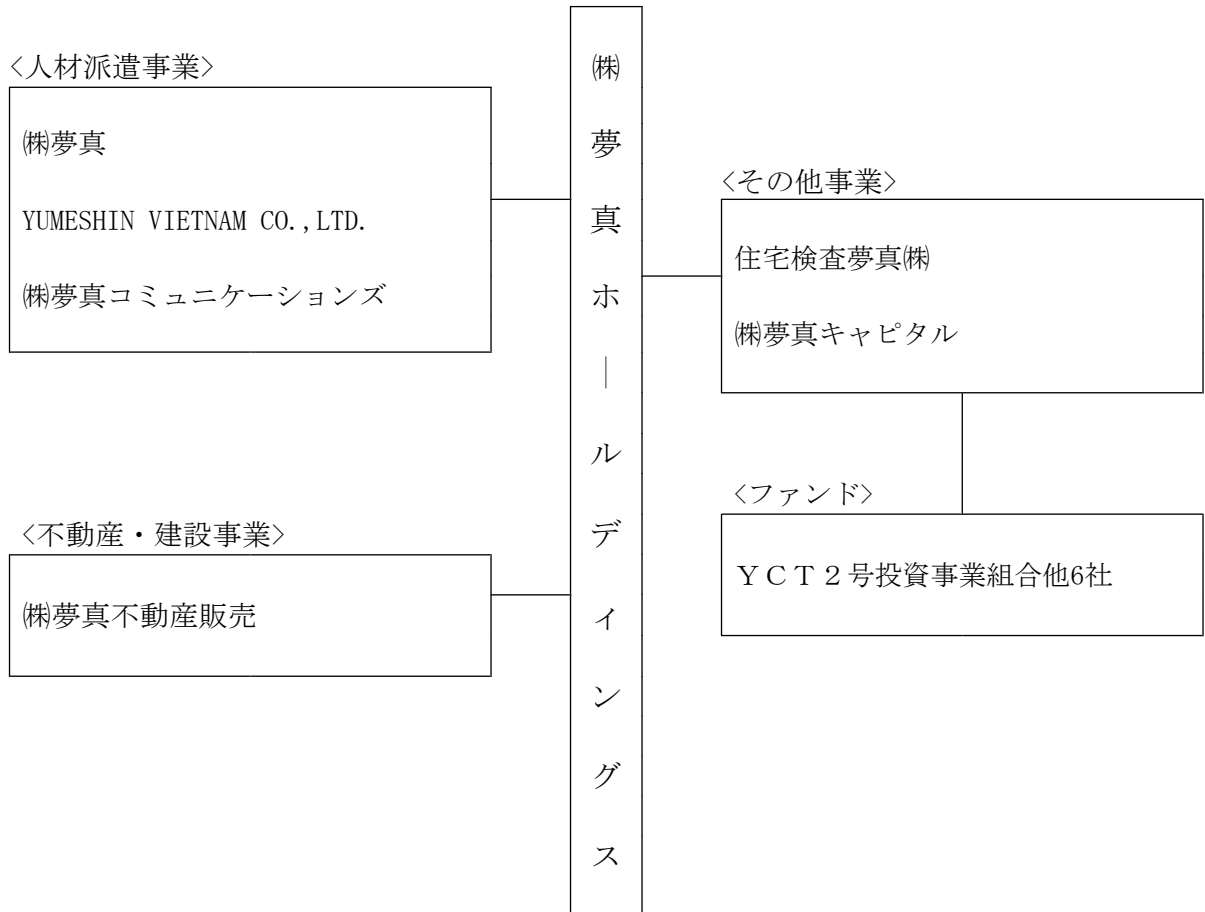 <人材派遣事業>
㈱夢真
YUMESHIN VIETNAM CO.,LTD.
㈱夢真コミュニケーションズ
<不動産・建設事業>
㈱夢真不動産販売
㈱夢真ホールディングス
<その他事業>
住宅検査夢真㈱
㈱夢真キャピタル
<ファンド>
ＹＣＴ２号投資事業組合他6社